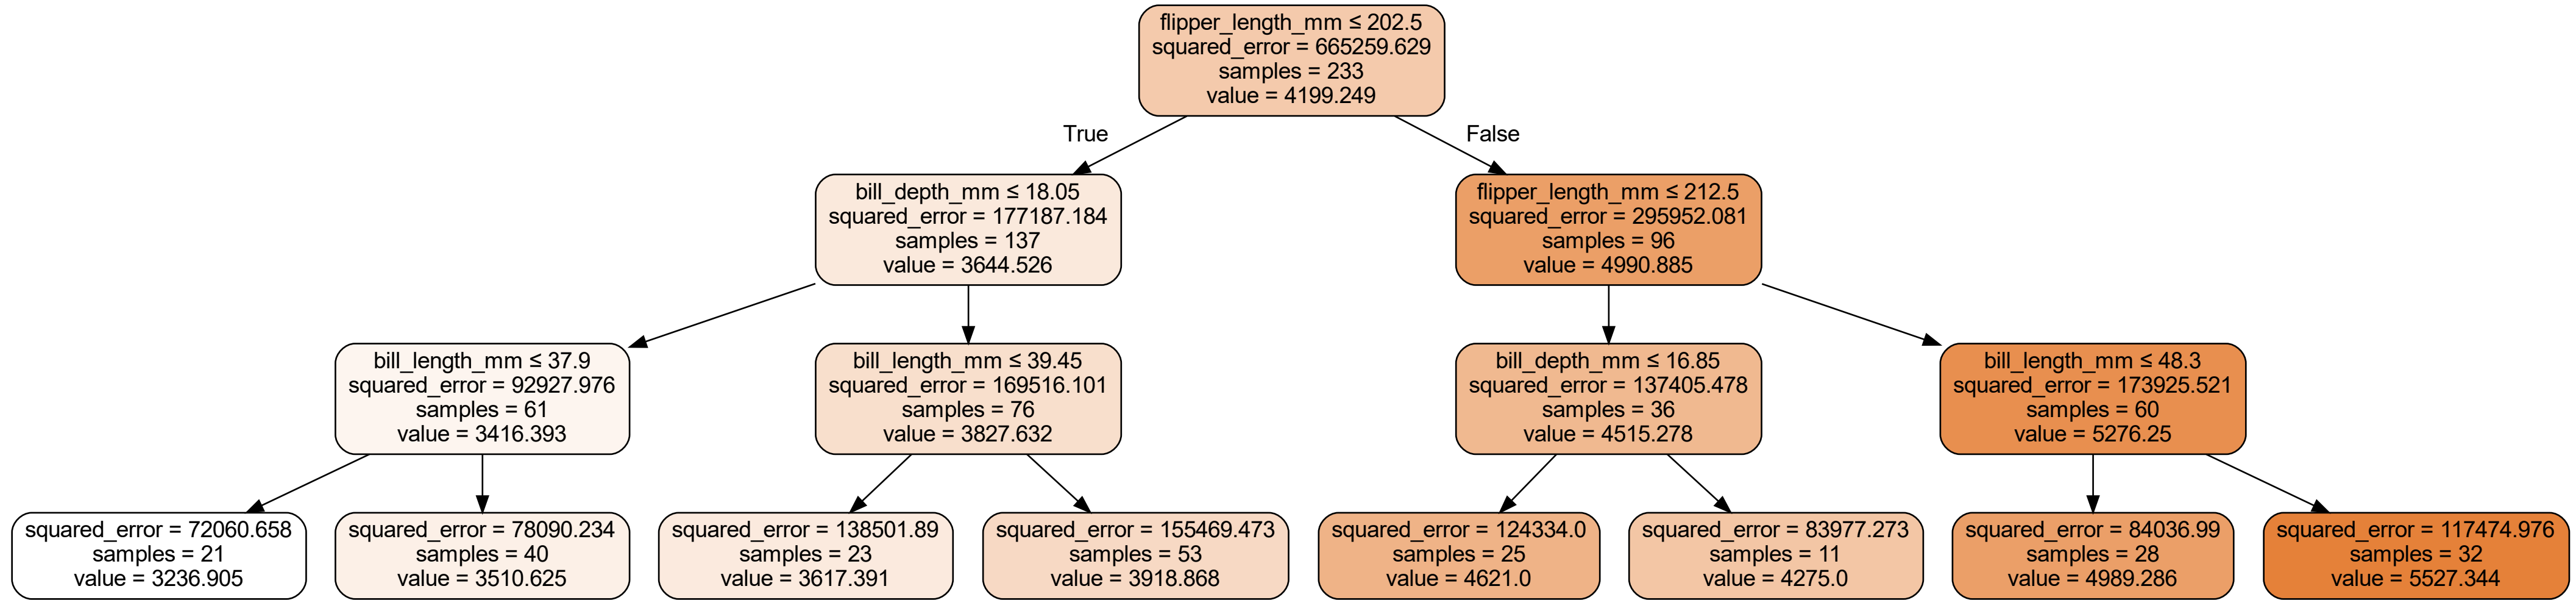 flipper_length_mm ≤ 202.5
squared_error = 665259.629
samples = 233
value = 4199.249
True
False
bill_depth_mm ≤ 18.05
squared_error = 177187.184
samples = 137
value = 3644.526
flipper_length_mm ≤ 212.5
squared_error = 295952.081
samples = 96
value = 4990.885
bill_length_mm ≤ 37.9
squared_error = 92927.976
samples = 61
value = 3416.393
bill_length_mm ≤ 39.45
squared_error = 169516.101
samples = 76
value = 3827.632
bill_depth_mm ≤ 16.85
squared_error = 137405.478
samples = 36
value = 4515.278
bill_length_mm ≤ 48.3
squared_error = 173925.521
samples = 60
value = 5276.25
squared_error = 72060.658
samples = 21
value = 3236.905
squared_error = 78090.234
samples = 40
value = 3510.625
squared_error = 138501.89
samples = 23
value = 3617.391
squared_error = 155469.473
samples = 53
value = 3918.868
squared_error = 124334.0
samples = 25
value = 4621.0
squared_error = 83977.273
samples = 11
value = 4275.0
squared_error = 84036.99
samples = 28
value = 4989.286
squared_error = 117474.976
samples = 32
value = 5527.344